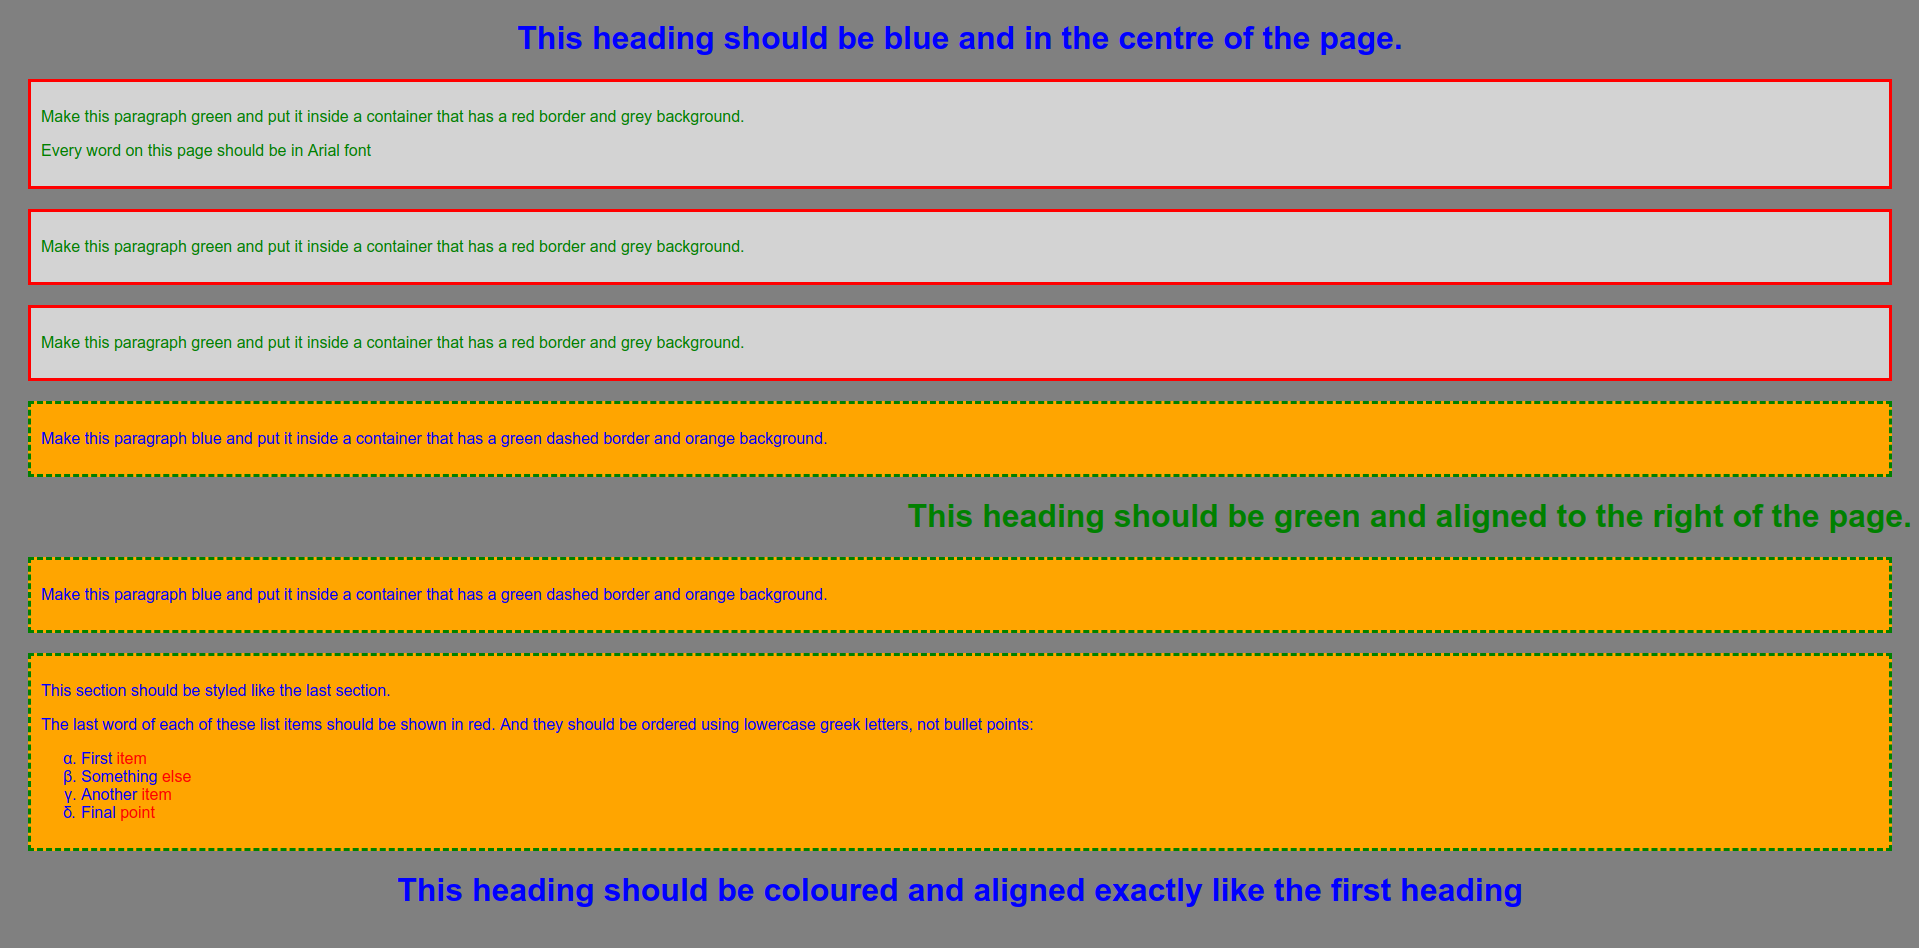 This heading should be blue and in the centre of the page.
Make this paragraph green and put it inside a container that has a red border and grey background.
Every word on this page should be in Arial font
Make this paragraph green and put it inside a container that has a red border and grey background.
Make this paragraph green and put it inside a container that has a red border and grey background.
Make this paragraph blue and put it inside a container that has a green dashed border and orange background.
This heading should be green and aligned to the right of the page.
Make this paragraph blue and put it inside a container that has a green dashed border and orange background.
This section should be styled like the last section.
The last word of each of these list items should be shown in red. And they should be ordered using lowercase greek letters, not bullet points:
α. First item
β. Something else
γ. Another item
δ. Final point
This heading should be coloured and aligned exactly like the first heading